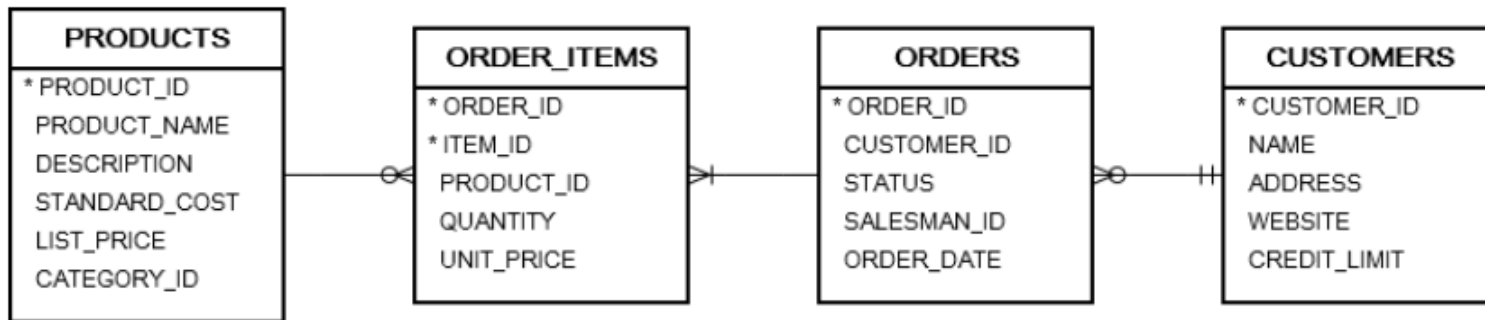 PRODUCTS
* PRODUCT_ID
PRODUCT_NAME
DESCRIPTION
STANDARD_COST
LIST_PRICE
CATEGORY_ID
ORDER_ITEMS
* ORDER_ID
* ITEM_ID
PRODUCT_ID
QUANTITY
UNIT_PRICE
ORDERS
* ORDER_ID
CUSTOMER_ID
STATUS
SALESMAN_ID
ORDER_DATE
CUSTOMERS
* CUSTOMER_ID
NAME
ADDRESS
WEBSITE
CREDIT_LIMIT